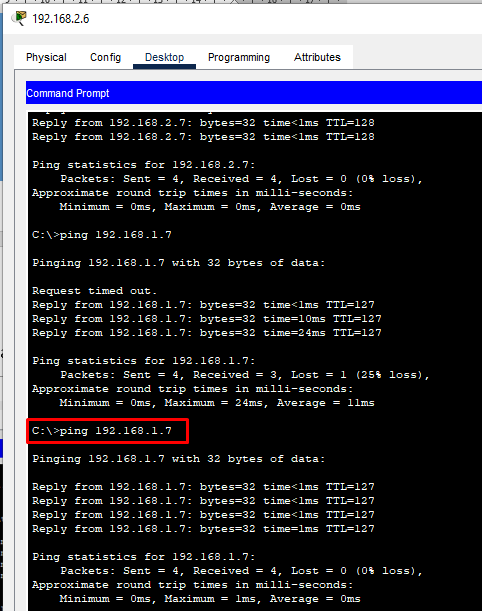 192.168.2.6
Physical Config Desktop Programming Attributes
Command Prompt
Reply from 192.168.2.7: bytes=32 time<1ms TTL=128
Reply from 192.168.2.7: bytes=32 time<1ms TTL=128
Ping statistics for 192.168.2.7:
Packets: Sent = 4, Received = 4, Lost = 0 (0% loss),
Approximate round trip times in milli-seconds:
Minimum = 0ms, Maximum = 0ms, Average = 0ms
C:\>ping 192.168.1.7
Pinging 192.168.1.7 with 32 bytes of data:
Request timed out.
Reply from 192.168.1.7: bytes=32 time<1ms TTL=127
Reply from 192.168.1.7: bytes=32 time=10ms TTL=127
Reply from 192.168.1.7: bytes=32 time=24ms TTL=127
Ping statistics for 192.168.1.7:
Packets: Sent = 4, Received = 3, Lost = 1 (25% loss),
Approximate round trip times in milli-seconds:
Minimum = 0ms, Maximum = 24ms, Average = 11ms
C:\>ping 192.168.1.7
Pinging 192.168.1.7 with 32 bytes of data:
Reply from 192.168.1.7: bytes=32 time<1ms TTL=127
Reply from 192.168.1.7: bytes=32 time<1ms TTL=127
Reply from 192.168.1.7: bytes=32 time<1ms TTL=127
Reply from 192.168.1.7: bytes=32 time=1ms TTL=127
Ping statistics for 192.168.1.7:
Packets: Sent = 4, Received = 4, Lost = 0 (0% loss),
Approximate round trip times in milli-seconds:
Minimum = 0ms, Maximum = 1ms, Average = 0ms